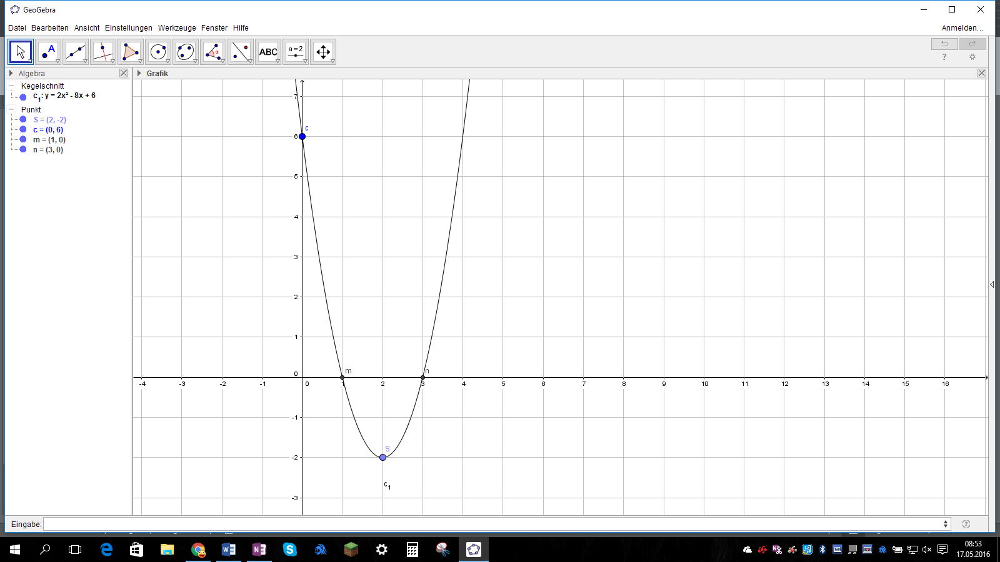 GeoGebra
Datei Bearbeiten Ansicht Einstellungen Werkzeuge Fenster Hilfe
Anmelden...
A
α
ABC
a=2
?
Algebra
Grafik
Kegelschnitt
c₁: y = 2x² - 8x + 6
Punkt
S = (2, -2)
c = (0, 6)
m = (1, 0)
n = (3, 0)
7
c
6
5
4
3
2
1
m
n
0
-4 -3 -2 -1 0 1 2 3 4 5 6 7 8 9 10 11 12 13 14 15 16
-1
S
-2
c₁
-3
Eingabe:
?
08:53
17.05.2016